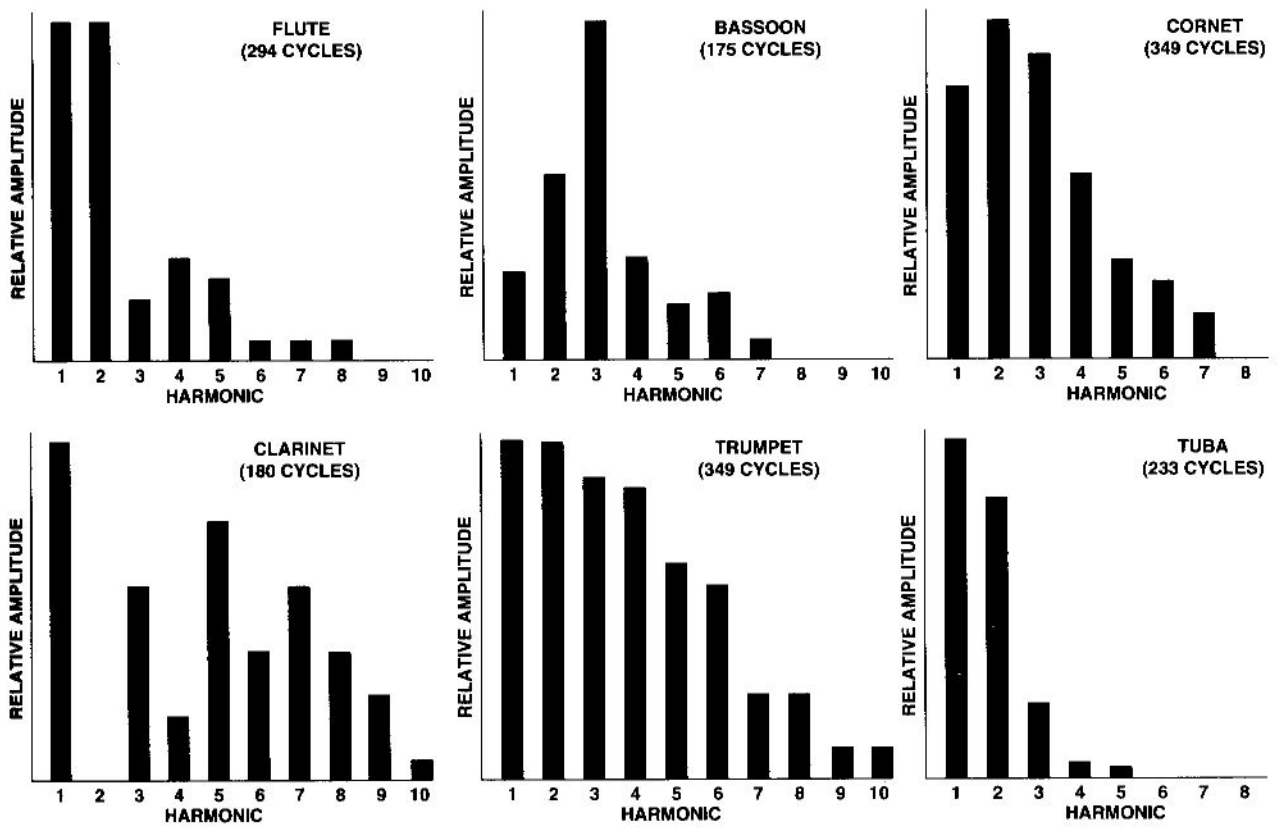 FLUTE
(294 CYCLES)
RELATIVE AMPLITUDE
1 2 3 4 5 6 7 8 9 10
HARMONIC
BASSOON
(175 CYCLES)
RELATIVE AMPLITUDE
1 2 3 4 5 6 7 8 9 10
HARMONIC
CORNET
(349 CYCLES)
RELATIVE AMPLITUDE
1 2 3 4 5 6 7 8
HARMONIC
CLARINET
(180 CYCLES)
RELATIVE AMPLITUDE
1 2 3 4 5 6 7 8 9 10
HARMONIC
TRUMPET
(349 CYCLES)
RELATIVE AMPLITUDE
1 2 3 4 5 6 7 8 9 10
HARMONIC
TUBA
(233 CYCLES)
RELATIVE AMPLITUDE
1 2 3 4 5 6 7 8
HARMONIC